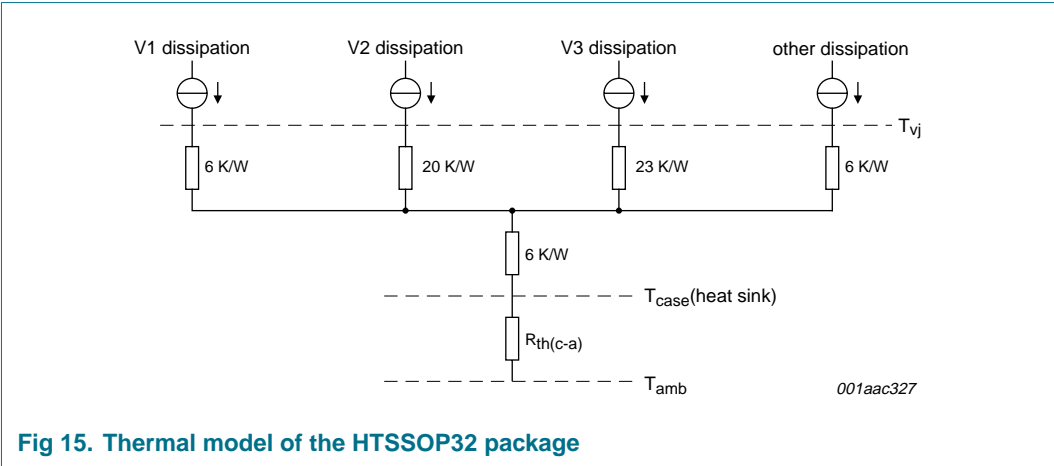 V1 dissipation V2 dissipation V3 dissipation other dissipation
Tvj
6 K/W 20 K/W 23 K/W 6 K/W
6 K/W
Tcase(heat sink)
Rth(c-a)
Tamb 001aac327
Fig 15. Thermal model of the HTSSOP32 package